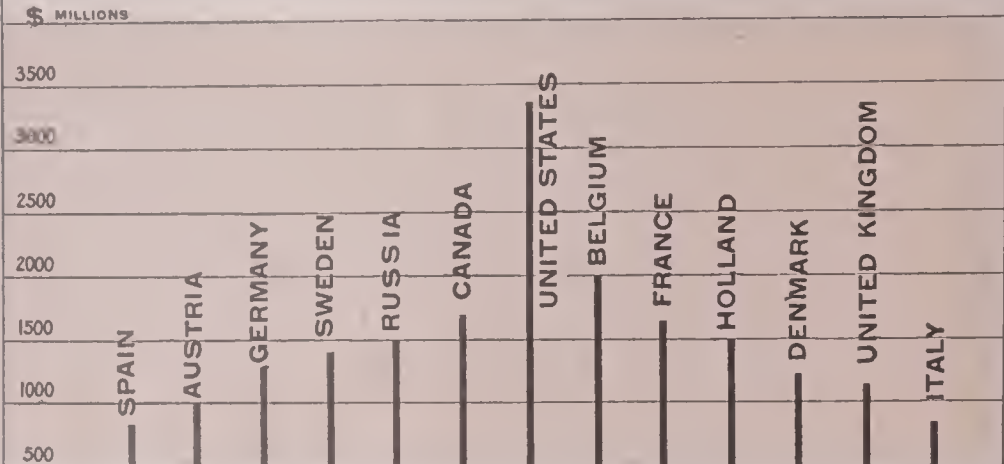 $ MILLIONS
3500
3000
2500
2000
1500
1000
500
SPAIN
AUSTRIA
GERMANY
SWEDEN
RUSSIA
CANADA
UNITED STATES
BELGIUM
FRANCE
HOLLAND
DENMARK
UNITED KINGDOM
ITALY